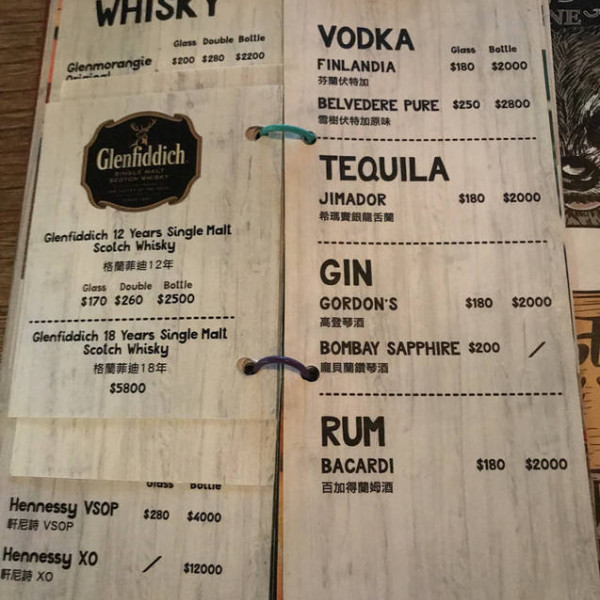 WHISKY
Glass Double Bottle
Glenmorangie $200 $280 $2200
Original
Glenfiddich
SINGLE MALT
SCOTCH WHISKY
Glenfiddich 12 Years Single Malt
Scotch Whisky
格蘭菲迪12年
Glass Double Bottle
$170 $260 $2500
Glenfiddich 18 Years Single Malt
Scotch Whisky
格蘭菲迪18年
$5800
Glass Bottle
Hennessy VSOP $280 $4000
軒尼詩 VSOP
Hennessy XO / $12000
軒尼詩 XO
VODKA
Glass Bottle
FINLANDIA $180 $2000
芬蘭伏特加
BELVEDERE PURE $250 $2800
雪樹伏特加原味
TEQUILA
JIMADOR $180 $2000
希瑪竇銀龍舌蘭
GIN
GORDON'S $180 $2000
高登琴酒
BOMBAY SAPPHIRE $200 /
龐貝蘭鑽琴酒
RUM
BACARDI $180 $2000
百加得蘭姆酒